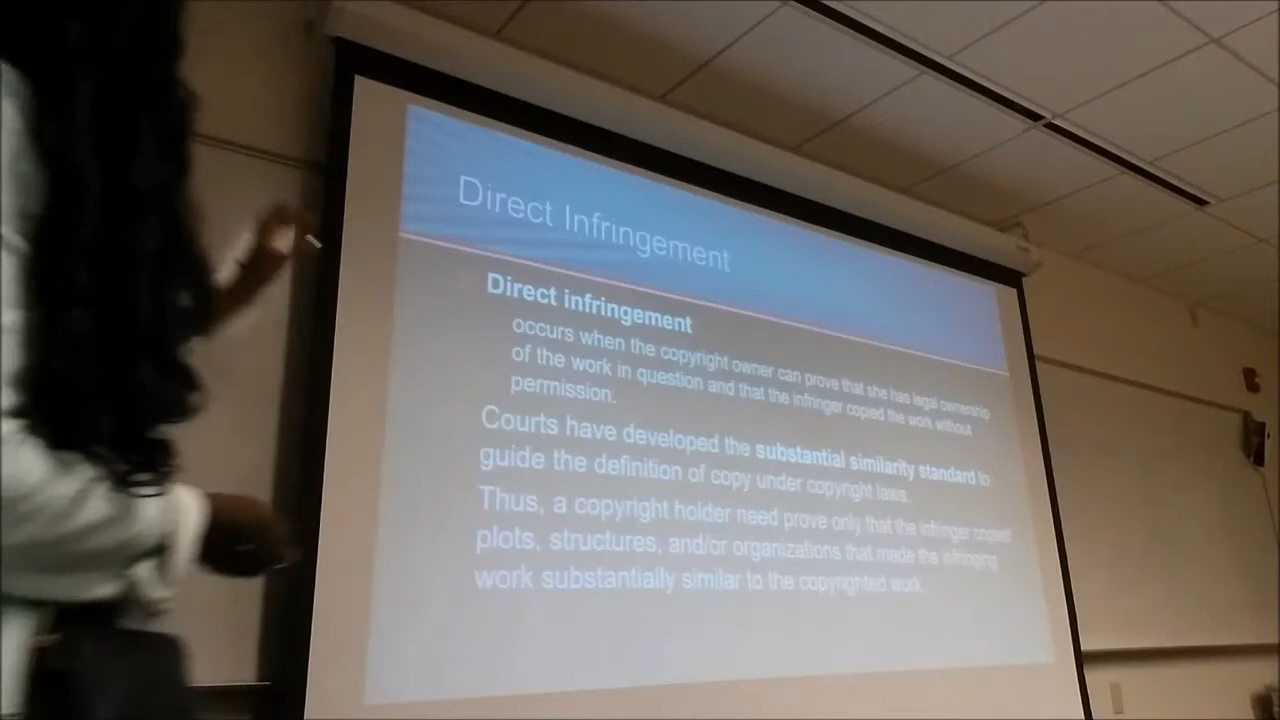 Direct Infringement
Direct infringement
occurs when the copyright owner can prove that she has legal ownership
of the work in question and that the infringer copied the work without
permission.
Courts have developed the substantial similarity standard to
guide the definition of copy under copyright laws.
Thus, a copyright holder need prove only that the infringer copied
plots, structures, and/or organizations that made the infringing
work substantially similar to the copyrighted work.